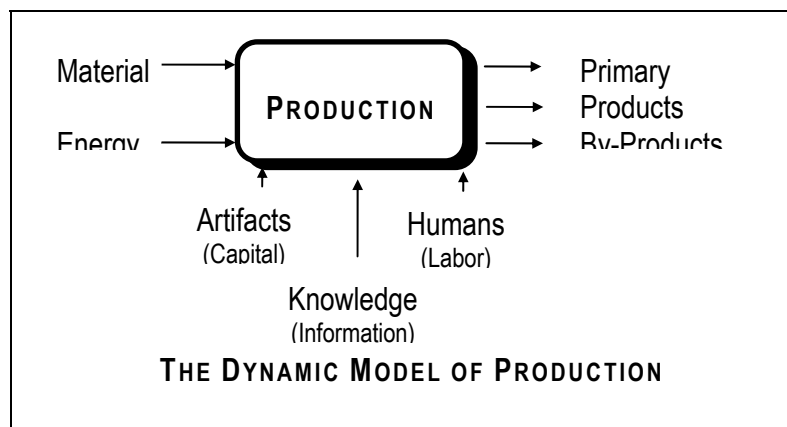 Material
PRODUCTION
Primary
Products
Energy
By-Products
Artifacts
(Capital)
Humans
(Labor)
Knowledge
(Information)
THE DYNAMIC MODEL OF PRODUCTION